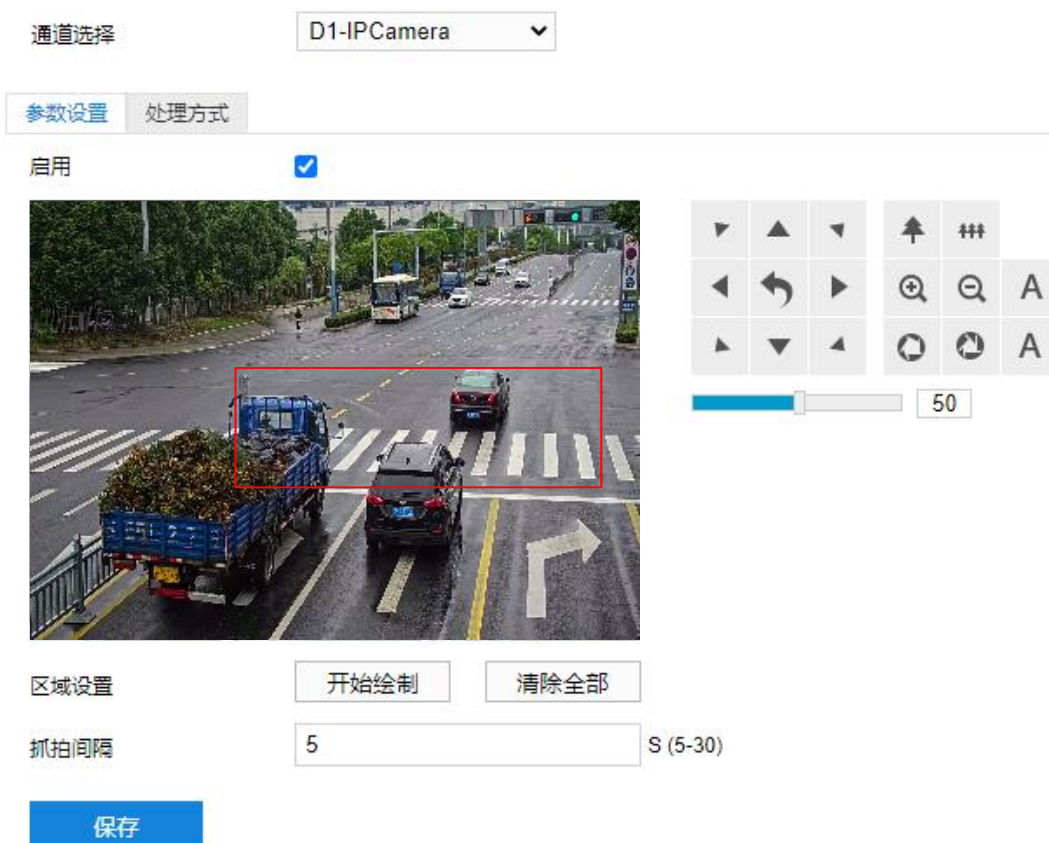 通道选择
D1-IPCamera
参数设置 处理方式
启用
A
A
50
区域设置 开始绘制 清除全部
抓拍间隔 5 S (5-30)
保存